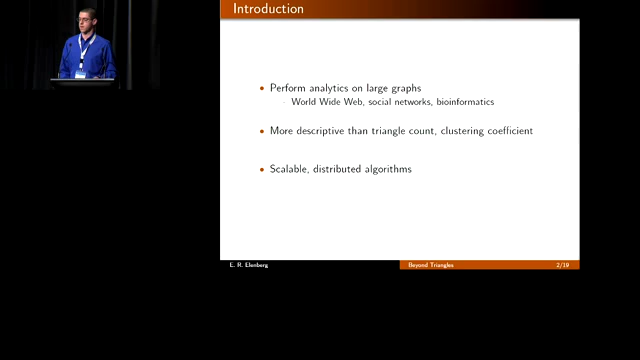 Introduction
Perform analytics on large graphs
World Wide Web, social networks, bioinformatics
More descriptive than triangle count, clustering coefficient
Scalable, distributed algorithms
E. R. Elenberg
Beyond Triangles
2/19